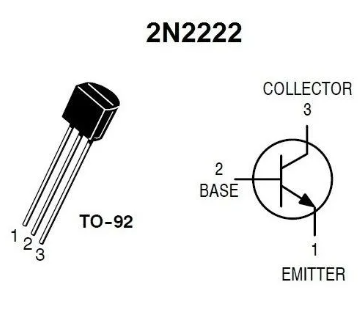 2N2222
COLLECTOR
3
2
BASE
1
2
3
TO-92
1
EMITTER